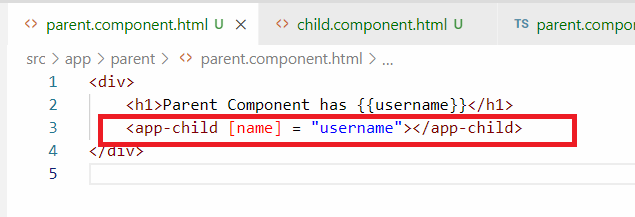 <> parent.component.html U × <> child.component.html U TS parent.compon
src > app > parent > <> parent.component.html > ...
1 <div>
2 <h1>Parent Component has {{username}}</h1>
3 <app-child [name] = "username"></app-child>
4 </div>
5